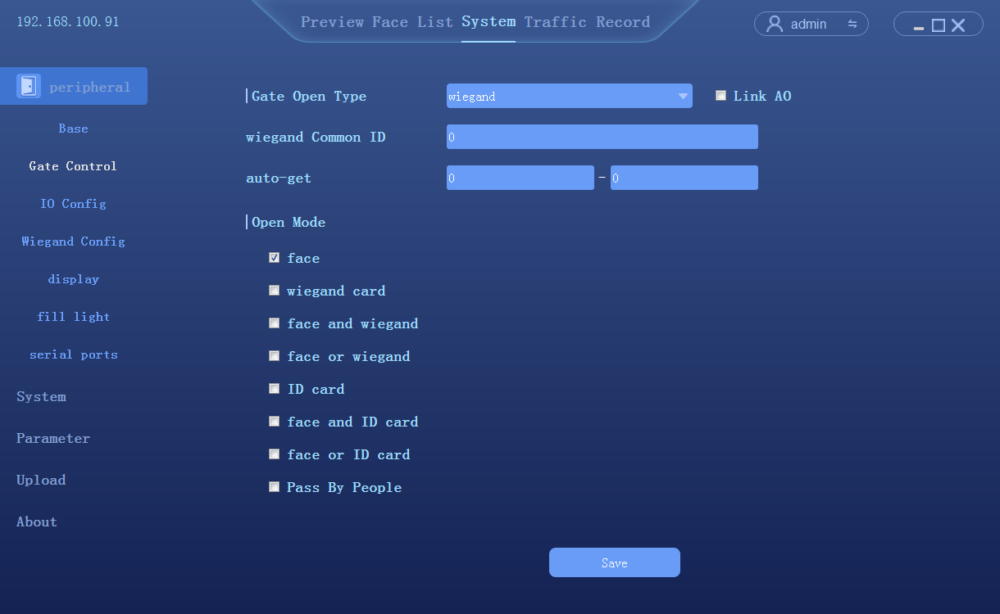 192.168.100.91
Preview Face List System Traffic Record
admin
peripheral
Base
Gate Control
IO Config
Wiegand Config
display
fill light
serial ports
System
Parameter
Upload
About
Gate Open Type wiegand Link AO
wiegand Common ID 0
auto-get 0 - 0
Open Mode
face
wiegand card
face and wiegand
face or wiegand
ID card
face and ID card
face or ID card
Pass By People
Save